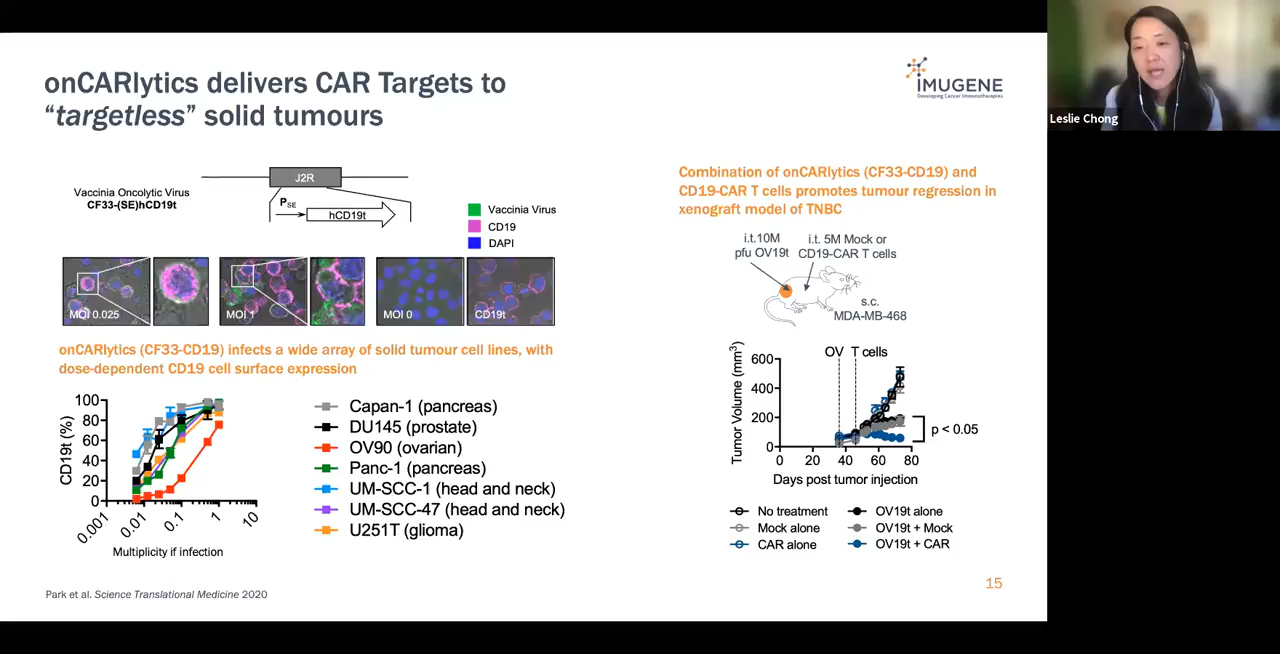 onCARlytics delivers CAR Targets to
“targetless” solid tumours
IMUGENE
Developing Cancer Immunotherapies
Leslie Chong
Vaccinia Oncolytic Virus
CF33-(SE)hCD19t
J2R
PSE
hCD19t
Vaccinia Virus
CD19
DAPI
MOI 0.025
MOI 1
MOI 0
CD19t
onCARlytics (CF33-CD19) infects a wide array of solid tumour cell lines, with
dose-dependent CD19 cell surface expression
CD19t (%)
100
80
60
40
20
0
0.001
0.01
0.1
1
10
Multiplicity if infection
Capan-1 (pancreas)
DU145 (prostate)
OV90 (ovarian)
Panc-1 (pancreas)
UM-SCC-1 (head and neck)
UM-SCC-47 (head and neck)
U251T (glioma)
Combination of onCARlytics (CF33-CD19) and
CD19-CAR T cells promotes tumour regression in
xenograft model of TNBC
i.t.10M
pfu OV19t
i.t. 5M Mock or
CD19-CAR T cells
s.c.
MDA-MB-468
OV T cells
Tumor Volume (mm3)
600
400
200
0
p < 0.05
0 20 40 60 80
Days post tumor injection
No treatment
Mock alone
CAR alone
OV19t alone
OV19t + Mock
OV19t + CAR
Park et al. Science Translational Medicine 2020
15